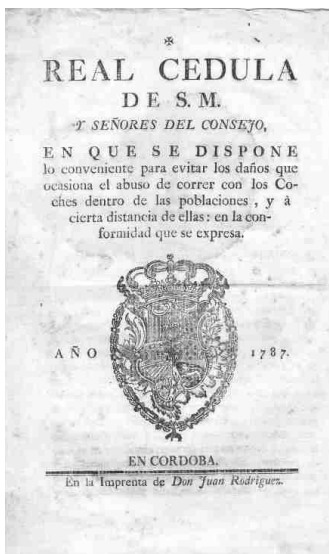 REAL CEDULA
DE S. M.
Y SEÑORES DEL CONSEJO,
EN QUE SE DISPONE
lo conveniente para evitar los daños que
ocasiona el abuso de correr con los Co-
ches dentro de las poblaciones, y à
cierta distancia de ellas: en la con-
formidad que se expresa.
AÑO 1787.
EN CORDOBA.
En la Imprenta de Don Juan Rodriguez.